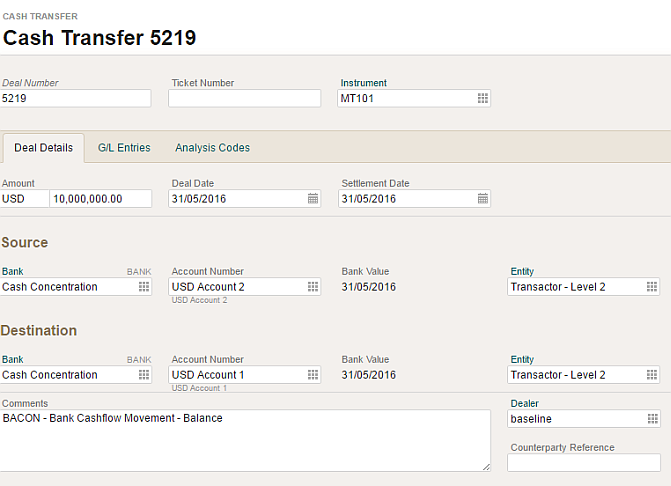 CASH TRANSFER
Cash Transfer 5219
Deal Number Ticket Number Instrument
5219 MT101
Deal Details G/L Entries Analysis Codes
Amount Deal Date Settlement Date
USD 10,000,000.00 31/05/2016 31/05/2016
Source
Bank BANK Account Number Bank Value Entity
Cash Concentration USD Account 2 31/05/2016 Transactor - Level 2
USD Account 2
Destination
Bank BANK Account Number Bank Value Entity
Cash Concentration USD Account 1 31/05/2016 Transactor - Level 2
USD Account 1
Comments Dealer
BACON - Bank Cashflow Movement - Balance baseline
Counterparty Reference